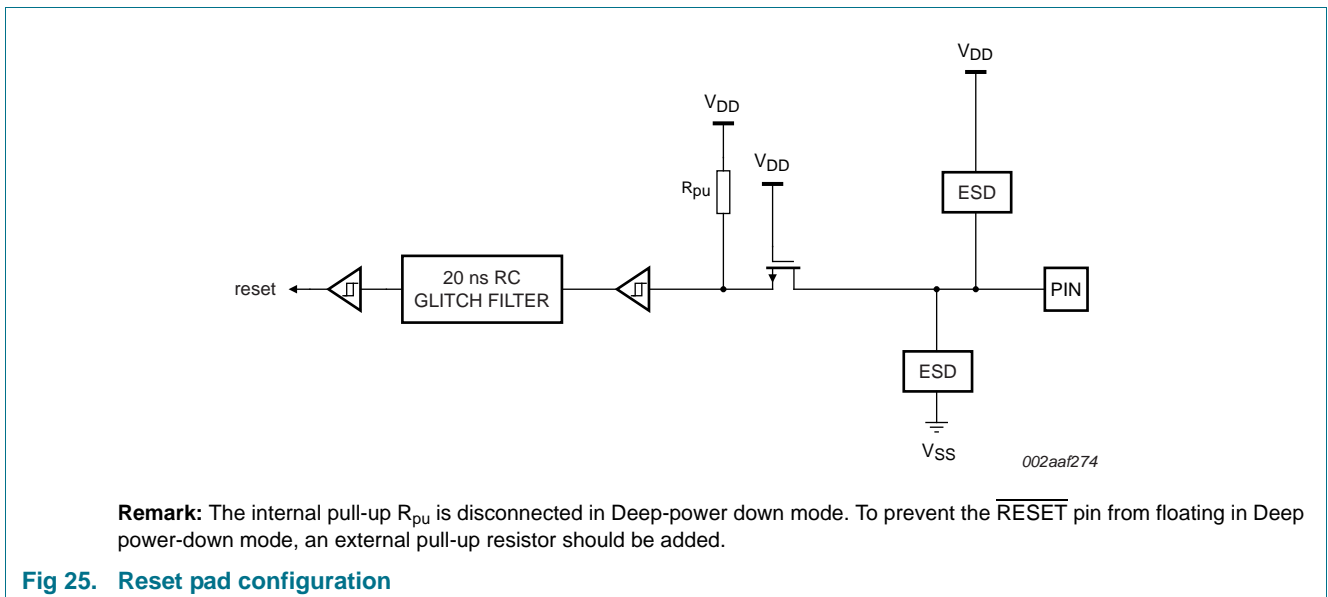 VDD
VDD
VDD
Rpu
ESD
reset
20 ns RC
GLITCH FILTER
PIN
ESD
VSS
002aaf274
Remark: The internal pull-up Rpu is disconnected in Deep-power down mode. To prevent the RESET pin from floating in Deep
power-down mode, an external pull-up resistor should be added.
Fig 25. Reset pad configuration